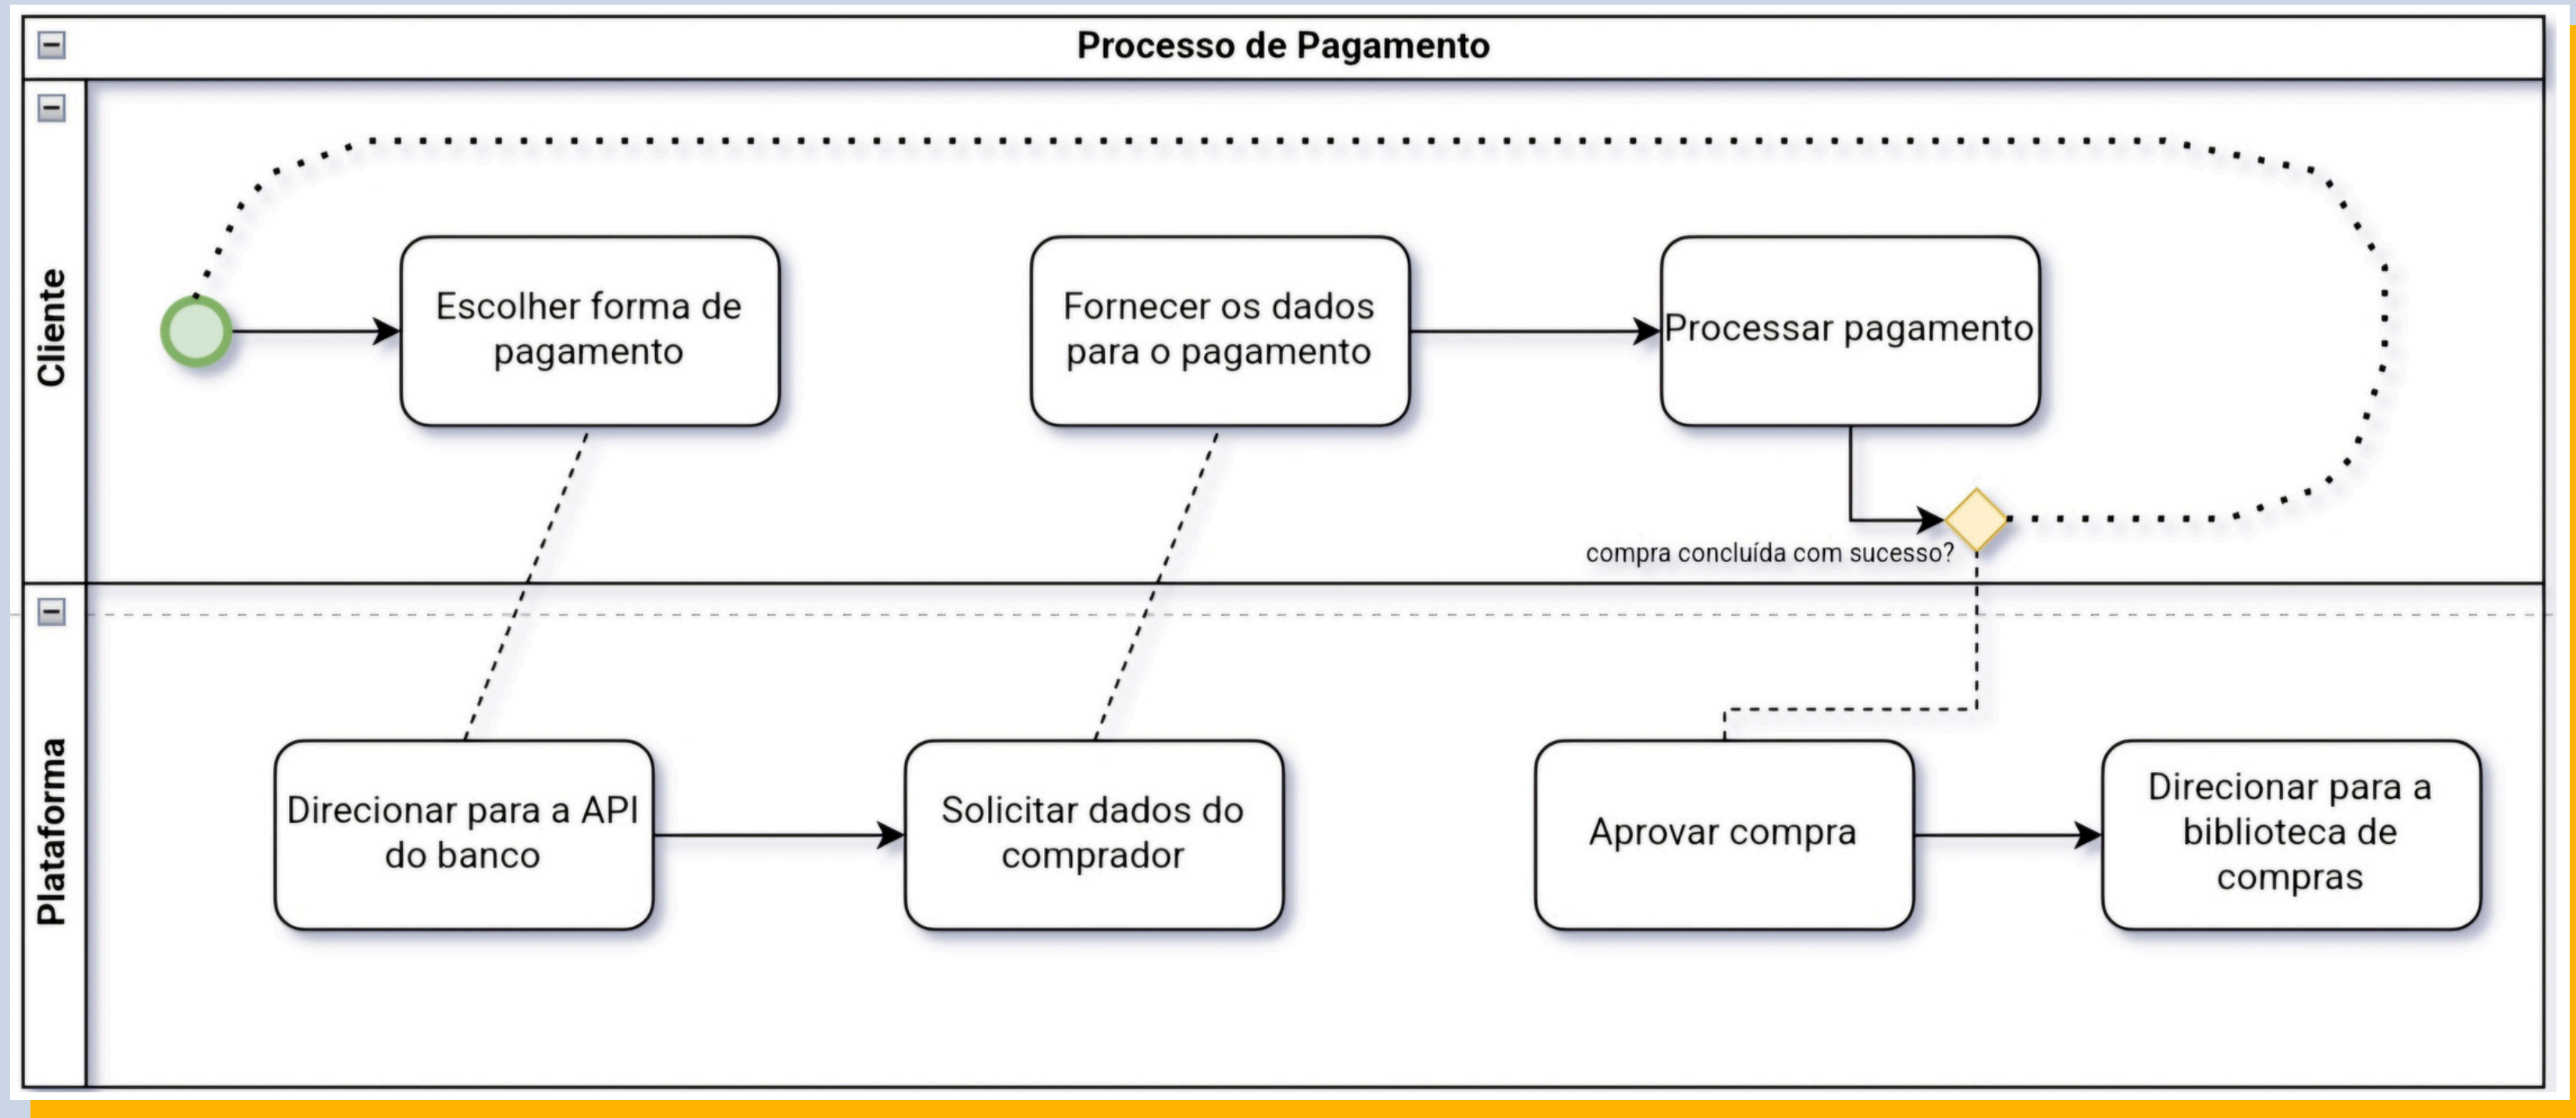 Processo de Pagamento
Cliente
Escolher forma de
pagamento
Fornecer os dados
para o pagamento
Processar pagamento
compra concluída com sucesso?
Plataforma
Direcionar para a API
do banco
Solicitar dados do
comprador
Aprovar compra
Direcionar para a
biblioteca de
compras